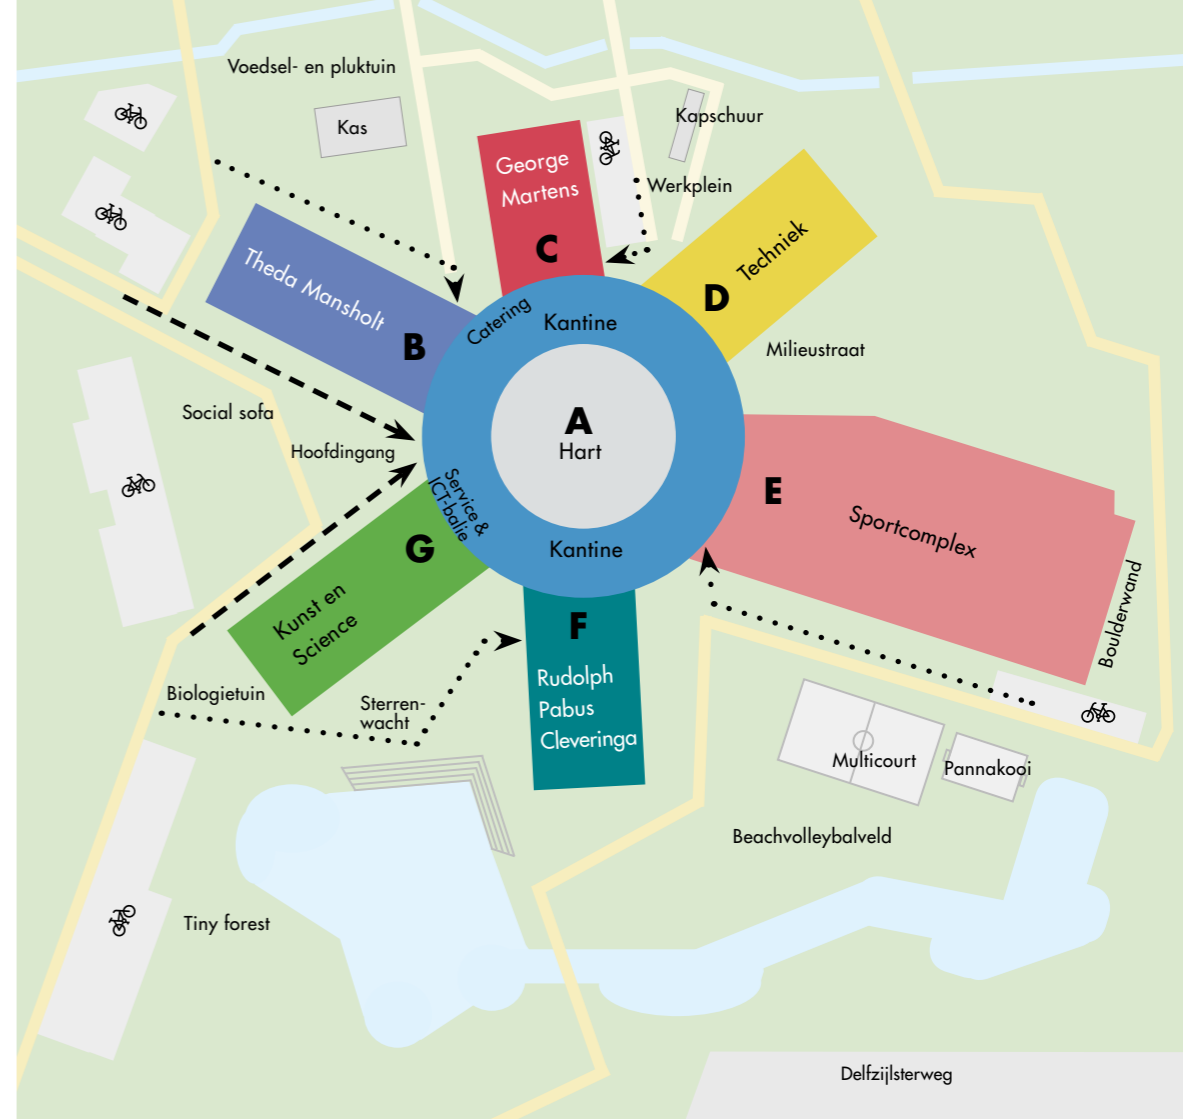 Voedsel- en pluktuin
Kas
Kapschuur
George
Martens
C
Werkplein
Techniek
D
Theda Mansholt
B
Catering
Kantine
Milieustraat
A
Hart
Social sofa
Hoofdingang
Service &
ICT-balie
E
Sportcomplex
Boulderwand
G
Kunst en
Science
Kantine
F
Rudolph
Pabus
Cleveringa
Biologietuin
Sterren-
wacht
Multicourt
Pannakooi
Beachvolleybalveld
Tiny forest
Delfzijlsterweg